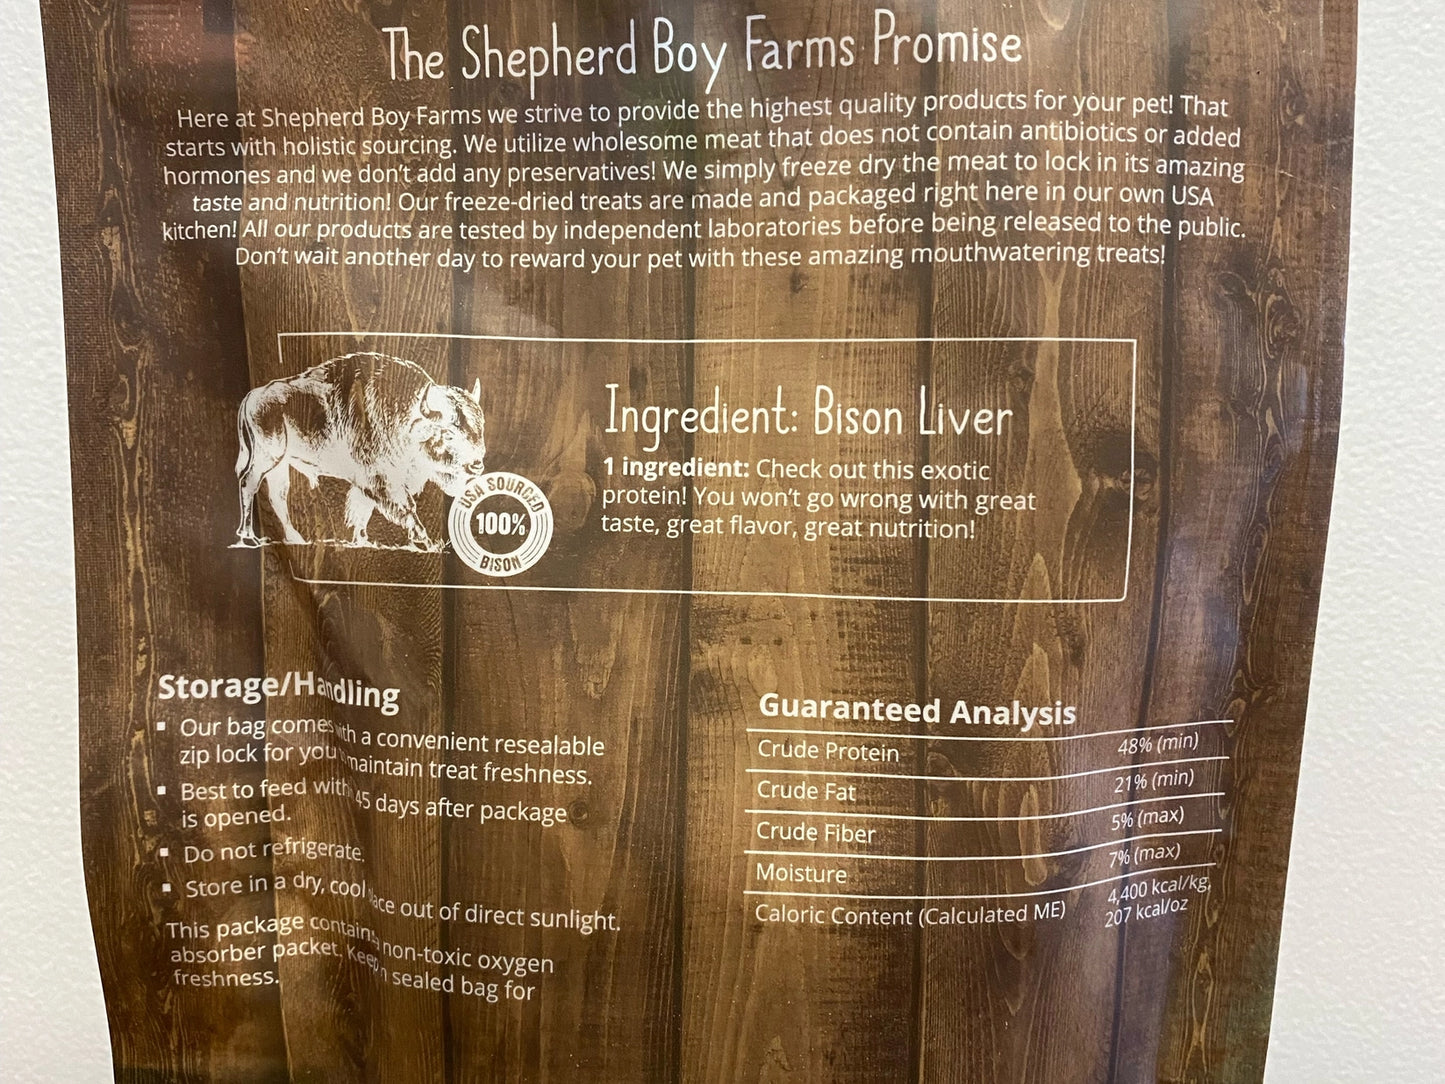 The Shepherd Boy Farms Promise
Here at Shepherd Boy Farms we strive to provide the highest quality products for your pet! That
starts with holistic sourcing. We utilize wholesome meat that does not contain antibiotics or added
hormones and we don't add any preservatives! We simply freeze dry the meat to lock in its amazing
taste and nutrition! Our freeze-dried treats are made and packaged right here in our own USA
kitchen! All our products are tested by independent laboratories before being released to the public.
Don't wait another day to reward your pet with these amazing mouthwatering treats!
Ingredient: Bison Liver
1 ingredient: Check out this exotic
protein! You won't go wrong with great
taste, great flavor, great nutrition!
USA SOURCED
100%
BISON
Storage/Handling
▪ Our bag comes with a convenient resealable
zip lock for you maintain treat freshness.
▪ Best to feed within 45 days after package
is opened.
▪ Do not refrigerate.
▪ Store in a dry, cool place out of direct sunlight.
This package contains non-toxic oxygen
absorber packet. Keep in sealed bag for
freshness.
Guaranteed Analysis
Crude Protein 48% (min)
Crude Fat 21% (min)
Crude Fiber 5% (max)
Moisture 7% (max)
Caloric Content (Calculated ME) 4,400 kcal/kg,
207 kcal/oz